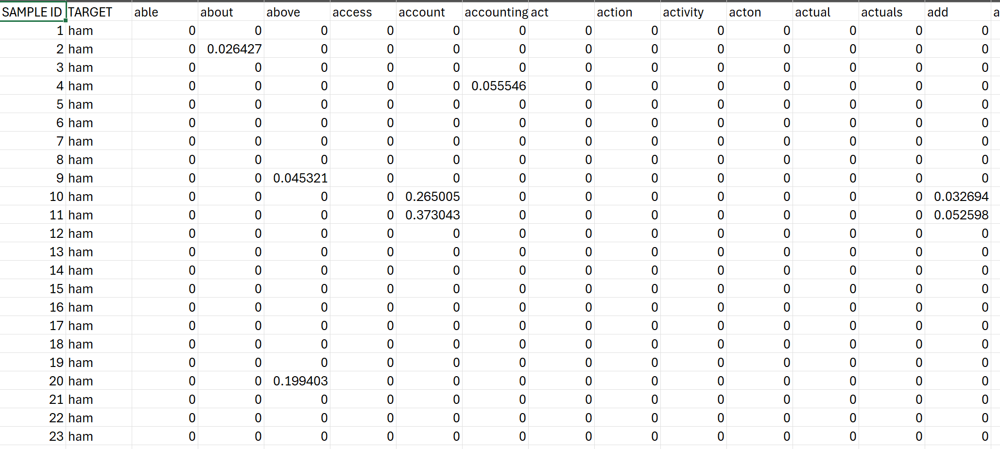 SAMPLE ID TARGET able about above access account accounting act action activity acton actual actuals add a
1 ham 0 0 0 0 0 0 0 0 0 0 0 0 0
2 ham 0 0.026427 0 0 0 0 0 0 0 0 0 0 0
3 ham 0 0 0 0 0 0 0 0 0 0 0 0 0
4 ham 0 0 0 0 0 0.055546 0 0 0 0 0 0 0
5 ham 0 0 0 0 0 0 0 0 0 0 0 0 0
6 ham 0 0 0 0 0 0 0 0 0 0 0 0 0
7 ham 0 0 0 0 0 0 0 0 0 0 0 0 0
8 ham 0 0 0 0 0 0 0 0 0 0 0 0 0
9 ham 0 0 0.045321 0 0 0 0 0 0 0 0 0 0
10 ham 0 0 0 0 0.265005 0 0 0 0 0 0 0 0.032694
11 ham 0 0 0 0 0.373043 0 0 0 0 0 0 0 0.052598
12 ham 0 0 0 0 0 0 0 0 0 0 0 0 0
13 ham 0 0 0 0 0 0 0 0 0 0 0 0 0
14 ham 0 0 0 0 0 0 0 0 0 0 0 0 0
15 ham 0 0 0 0 0 0 0 0 0 0 0 0 0
16 ham 0 0 0 0 0 0 0 0 0 0 0 0 0
17 ham 0 0 0 0 0 0 0 0 0 0 0 0 0
18 ham 0 0 0 0 0 0 0 0 0 0 0 0 0
19 ham 0 0 0 0 0 0 0 0 0 0 0 0 0
20 ham 0 0 0.199403 0 0 0 0 0 0 0 0 0 0
21 ham 0 0 0 0 0 0 0 0 0 0 0 0 0
22 ham 0 0 0 0 0 0 0 0 0 0 0 0 0
23 ham 0 0 0 0 0 0 0 0 0 0 0 0 0